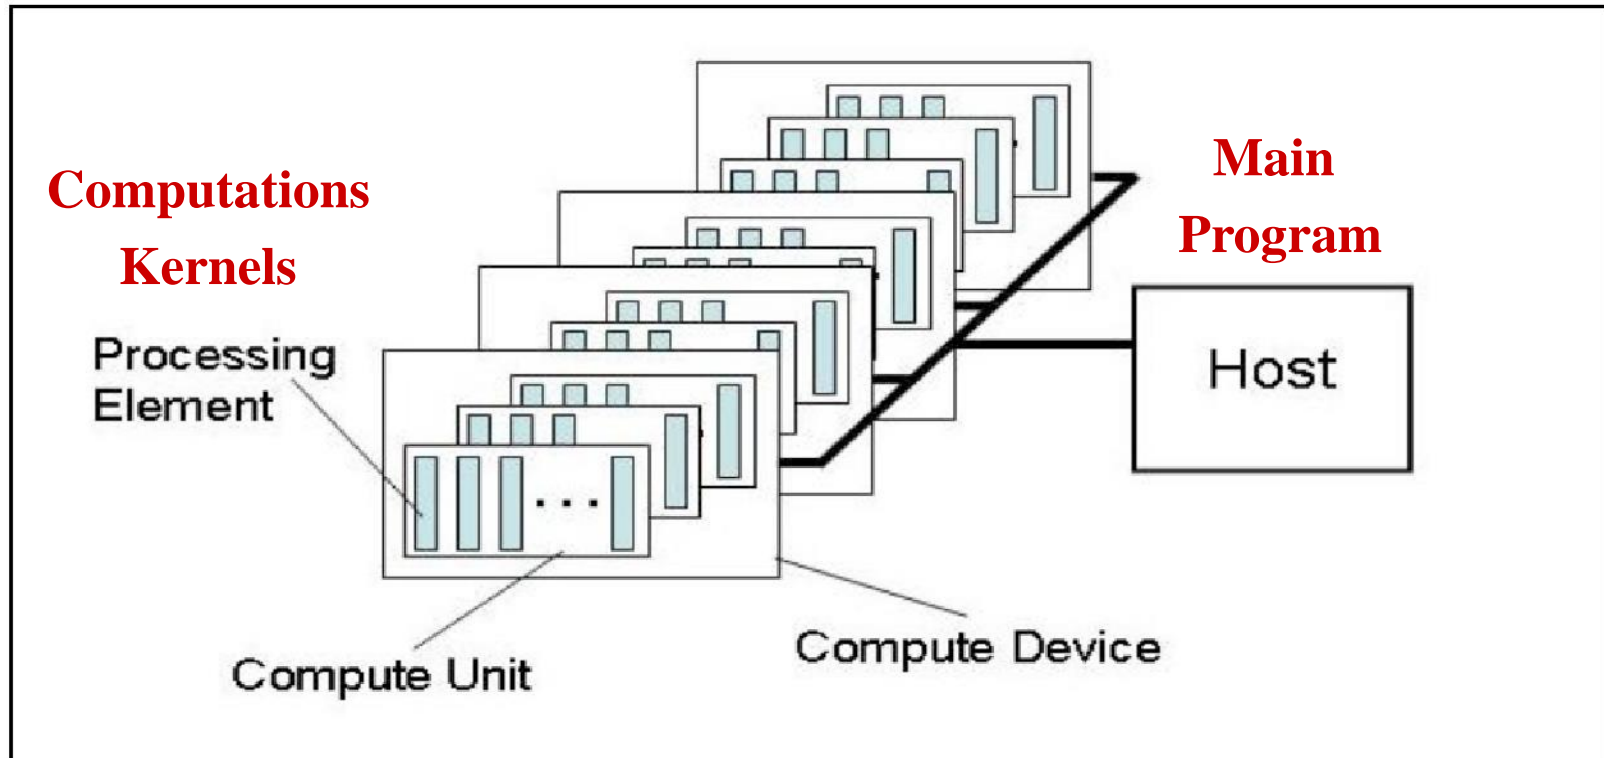 Computations
Kernels
Main
Program
Processing
Element
Host
Compute Unit
Compute Device